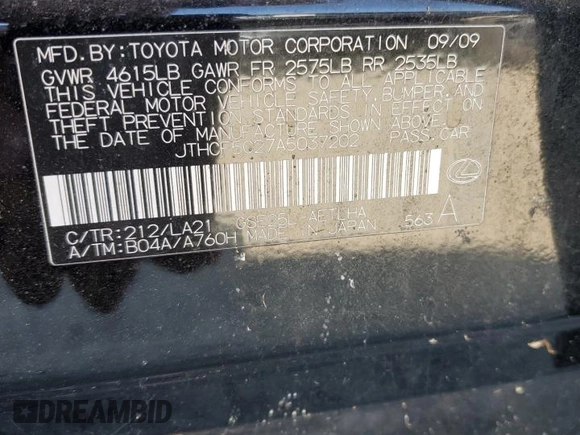 MFD.BY:TOYOTA MOTOR CORPORATION 09/09
GVWR 4615LB GAWR FR 2575LB RR 2535LB
THIS VEHICLE CONFORMS TO ALL APPLICABLE
FEDERAL MOTOR VEHICLE SAFETY, BUMPER, AND
THEFT PREVENTION STANDARDS IN EFFECT ON
THE DATE OF MANUFACTURE SHOWN ABOVE.
PASS.CAR
C/TR:212/LA21
A/TM:B04A/A760H MADE IN JAPAN 563 A
DREAMBID